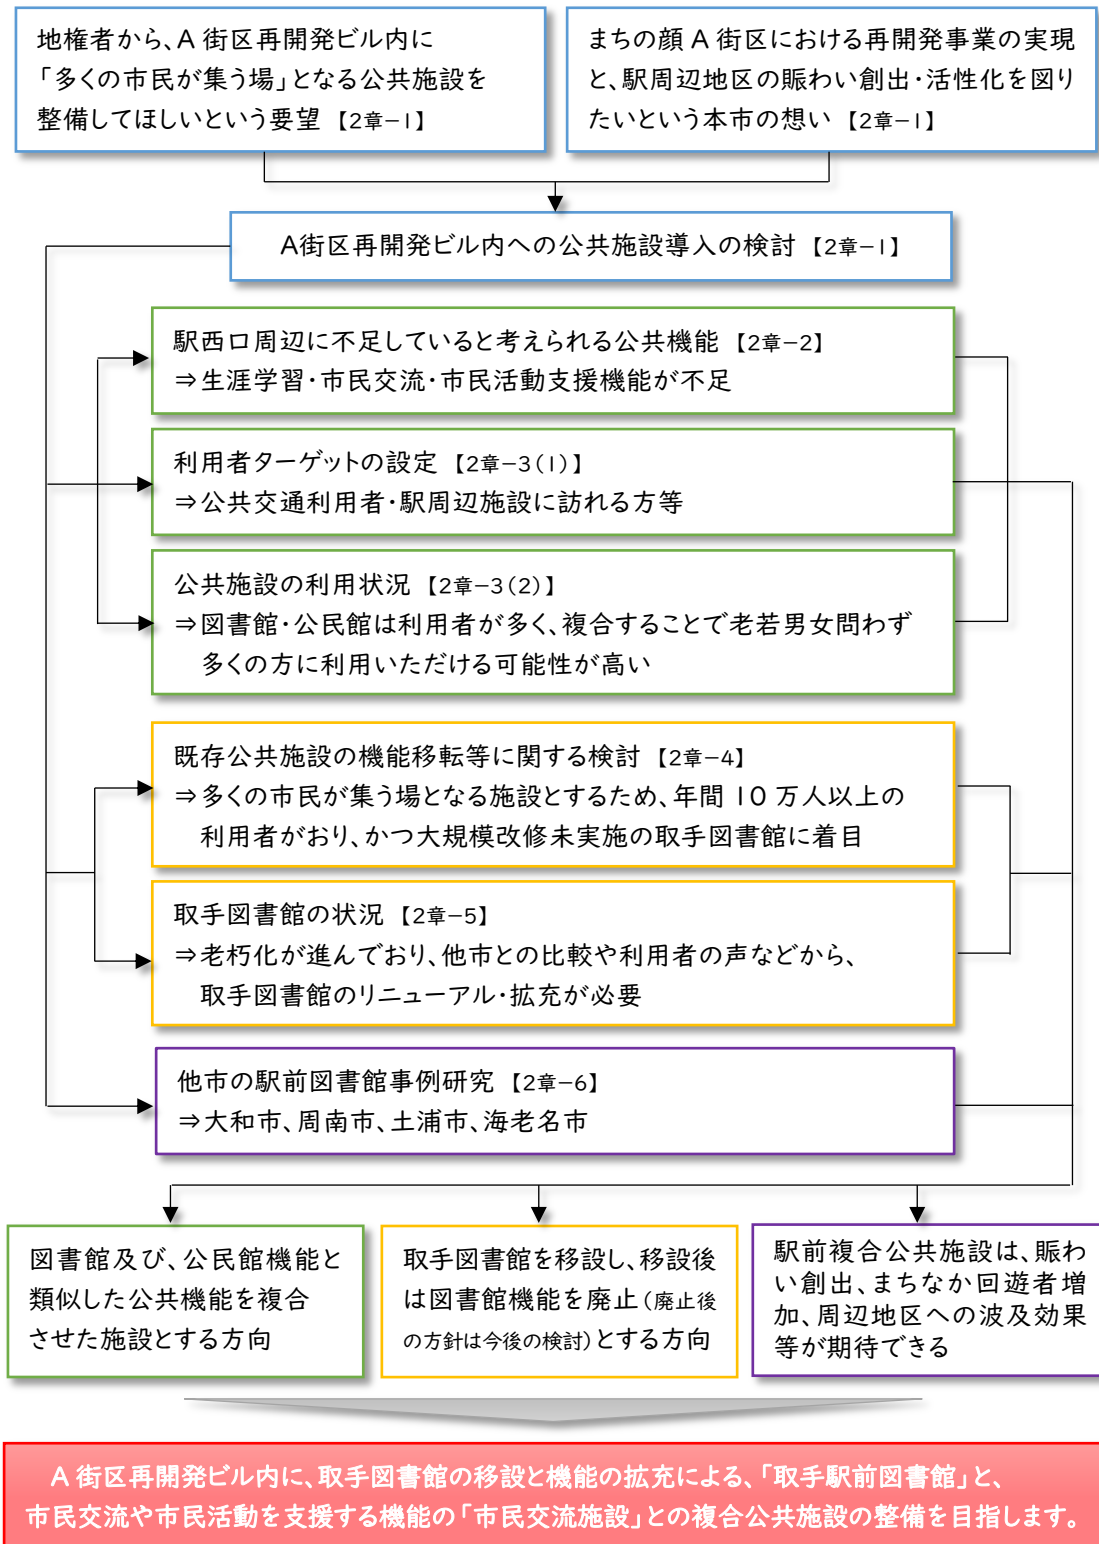 地権者から、A 街区再開発ビル内に
「多くの市民が集う場」となる公共施設を
整備してほしいという要望 【2章－1】
まちの顔 A 街区における再開発事業の実現
と、駅周辺地区の賑わい創出・活性化を図り
たいという本市の想い 【2章－1】
A街区再開発ビル内への公共施設導入の検討 【2章－1】
駅西口周辺に不足していると考えられる公共機能 【2章－2】
⇒生涯学習・市民交流・市民活動支援機能が不足
利用者ターゲットの設定 【2章－3(1)】
⇒公共交通利用者・駅周辺施設に訪れる方等
公共施設の利用状況 【2章－3(2)】
⇒図書館・公民館は利用者が多く、複合することで老若男女問わず
多くの方に利用いただける可能性が高い
既存公共施設の機能移転等に関する検討 【2章－4】
⇒多くの市民が集う場となる施設とするため、年間 10 万人以上の
利用者がおり、かつ大規模改修未実施の取手図書館に着目
取手図書館の状況 【2章－5】
⇒老朽化が進んでおり、他市との比較や利用者の声などから、
取手図書館のリニューアル・拡充が必要
他市の駅前図書館事例研究 【2章－6】
⇒大和市、周南市、土浦市、海老名市
図書館及び、公民館機能と
類似した公共機能を複合
させた施設とする方向
取手図書館を移設し、移設後
は図書館機能を廃止(廃止後
の方針は今後の検討)とする方向
駅前複合公共施設は、賑わ
い創出、まちなか回遊者増
加、周辺地区への波及効果
等が期待できる
A 街区再開発ビル内に、取手図書館の移設と機能の拡充による、「取手駅前図書館」と、
市民交流や市民活動を支援する機能の「市民交流施設」との複合公共施設の整備を目指します。